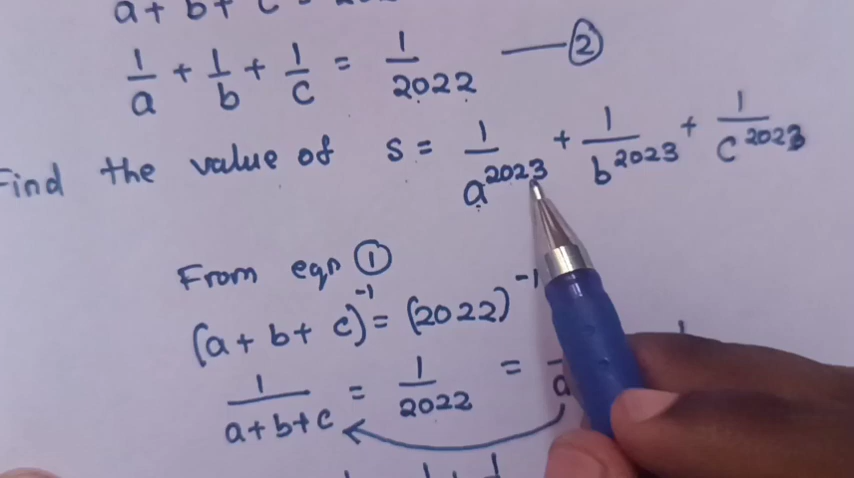 a + b + c =
1/a + 1/b + 1/c = 1/2022 —— ②
Find the value of s = 1/a^2023 + 1/b^2023 + 1/c^2023
From eqn ①
(a + b + c)^-1 = (2022)^-1
1/(a+b+c) = 1/2022 =